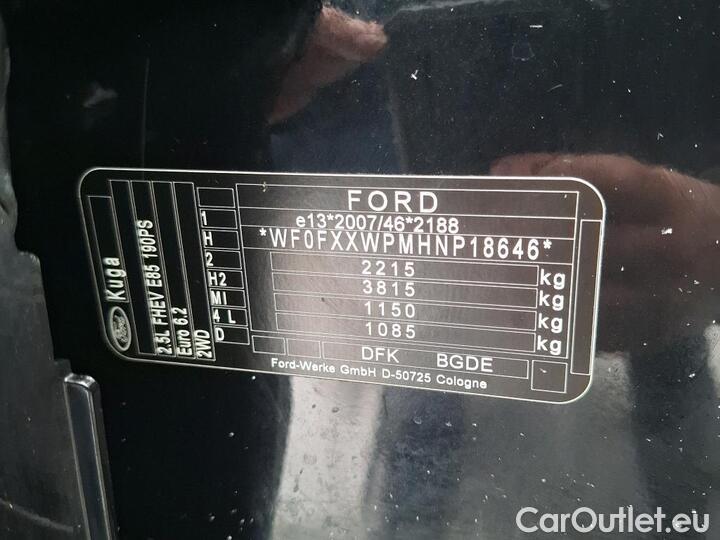 FORD
e13*2007/46*2188
*WF0FXXWPMHNP18646*
2215 kg
3815 kg
1150 kg
1085 kg
DFK BGDE
Ford-Werke GmbH D-50725 Cologne
1
H
2
H2
MI
4 L
D
Ford
Kuga
2.5L FHEV E85 190PS
Euro 6.2
2WD
CarOutlet.eu